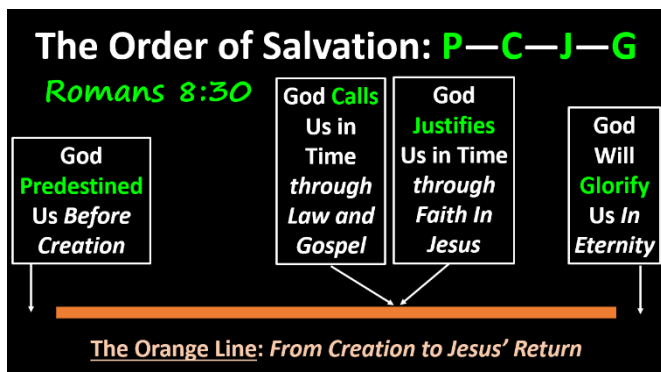 The Order of Salvation: P—C—J—G
Romans 8:30
God
Predestined
Us Before
Creation
God Calls
Us in
Time
through
Law and
Gospel
God
Justifies
Us in Time
through
Faith In
Jesus
God
Will
Glorify
Us In
Eternity
The Orange Line: From Creation to Jesus’ Return